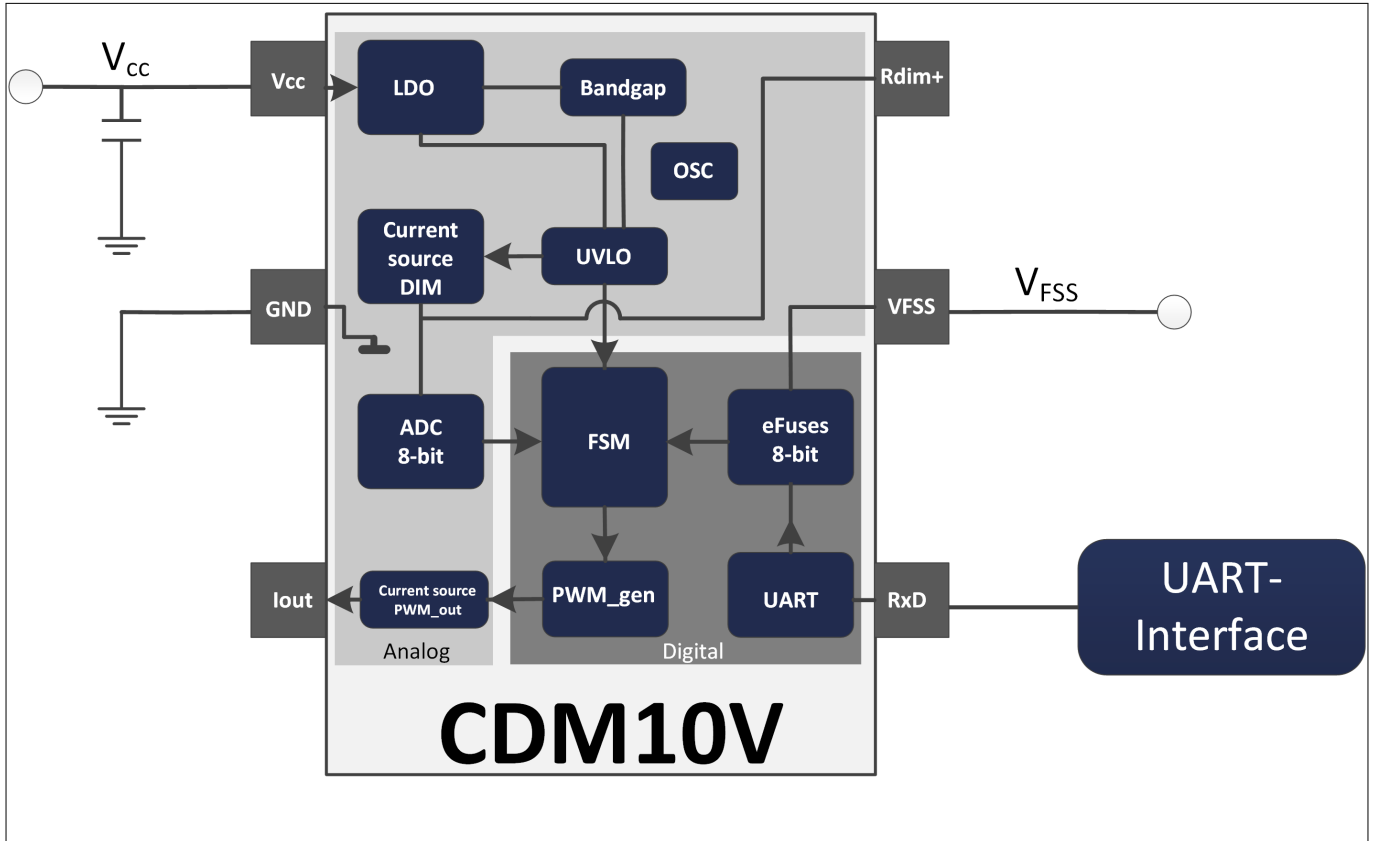 Vcc
Vcc
LDO
Bandgap
Rdim+
OSC
Current
source
DIM
UVLO
GND
VFSS
VFSS
ADC
8-bit
FSM
eFuses
8-bit
Iout
Current source
PWM_out
PWM_gen
UART
RxD
UART-
Interface
Analog
Digital
CDM10V